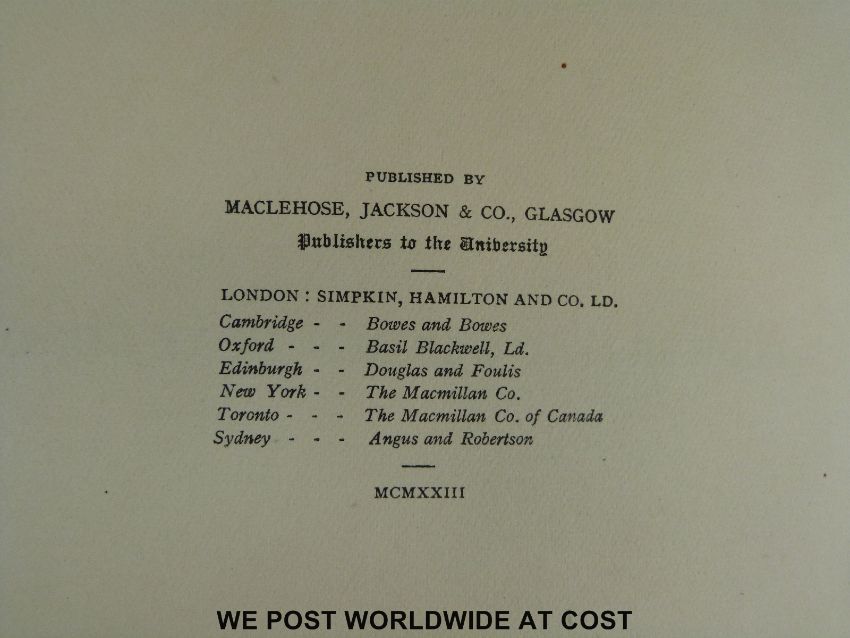 PUBLISHED BY
MACLEHOSE, JACKSON & CO., GLASGOW
Publishers to the University
LONDON : SIMPKIN, HAMILTON AND CO. LD.
Cambridge - - Bowes and Bowes
Oxford - - - Basil Blackwell, Ld.
Edinburgh - - Douglas and Foulis
New York - - The Macmillan Co.
Toronto - - - The Macmillan Co. of Canada
Sydney - - - Angus and Robertson
MCMXXIII
WE POST WORLDWIDE AT COST